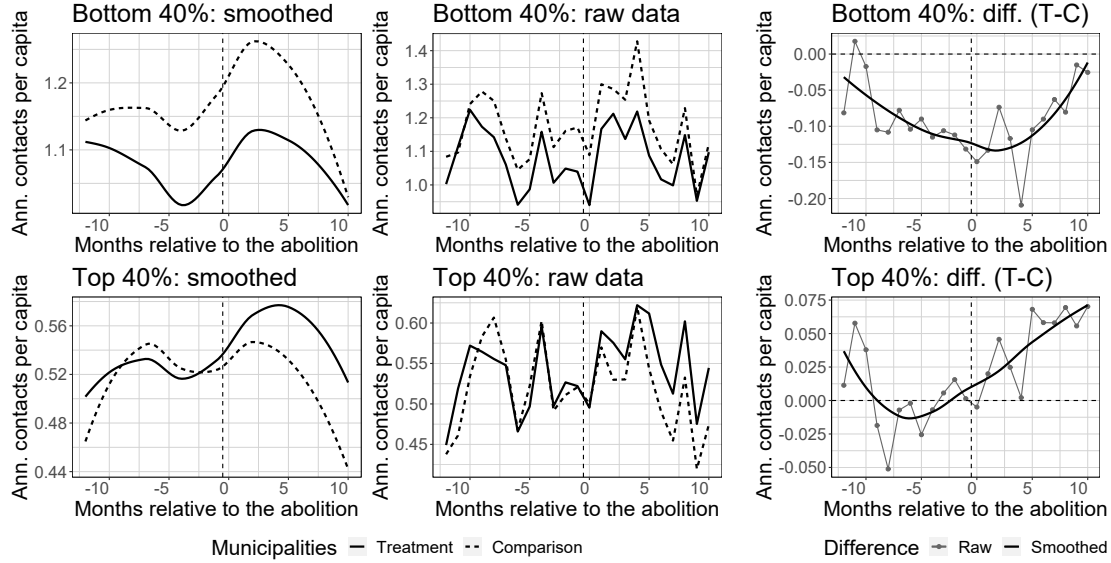 Bottom 40%: smoothed
Bottom 40%: raw data
Bottom 40%: diff. (T-C)
Ann. contacts per capita
1.2
1.1
-10 -5 0 5 10
Months relative to the abolition
Ann. contacts per capita
1.4
1.3
1.2
1.1
1.0
-10 -5 0 5 10
Months relative to the abolition
Ann. contacts per capita
0.00
-0.05
-0.10
-0.15
-0.20
-10 -5 0 5 10
Months relative to the abolition
Top 40%: smoothed
Top 40%: raw data
Top 40%: diff. (T-C)
Ann. contacts per capita
0.56
0.52
0.48
0.44
-10 -5 0 5 10
Months relative to the abolition
Ann. contacts per capita
0.60
0.55
0.50
0.45
-10 -5 0 5 10
Months relative to the abolition
Ann. contacts per capita
0.075
0.050
0.025
0.000
-0.025
-0.050
-10 -5 0 5 10
Months relative to the abolition
Municipalities Treatment Comparison
Difference Raw Smoothed